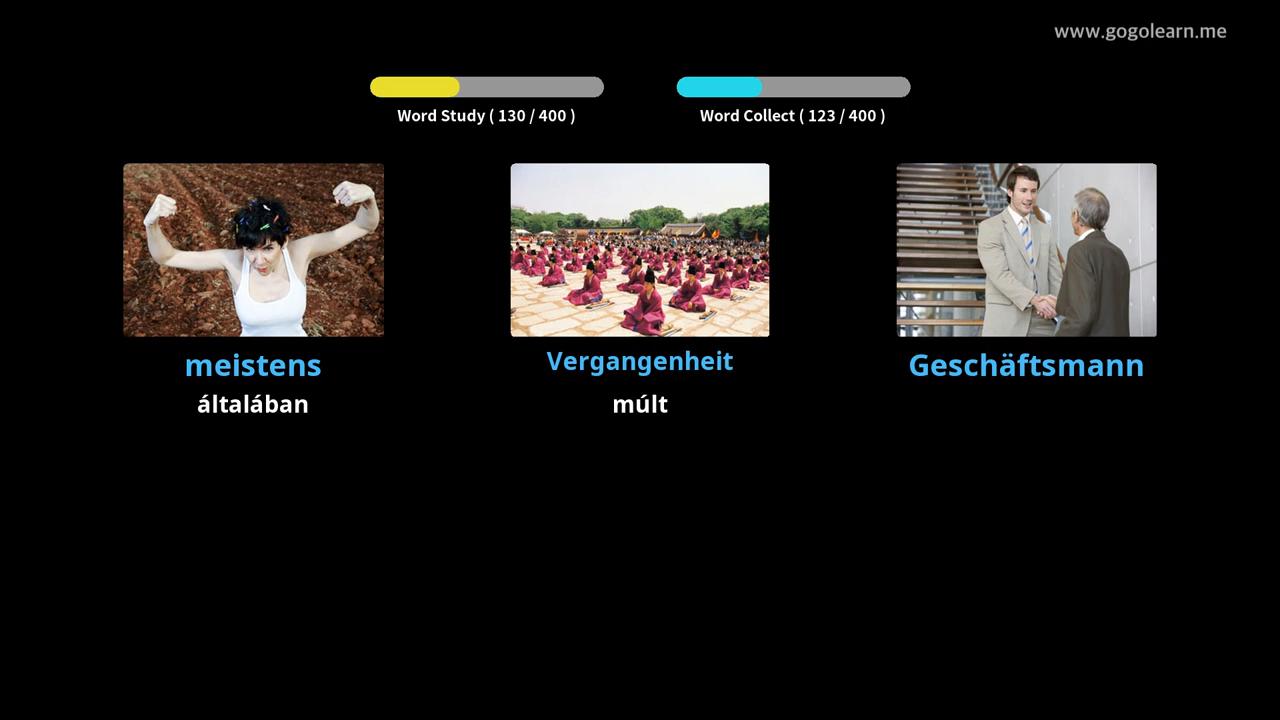 www.gogolearn.me
Word Study ( 130 / 400 )
Word Collect ( 123 / 400 )
meistens
Vergangenheit
Geschäftsmann
általában
múlt